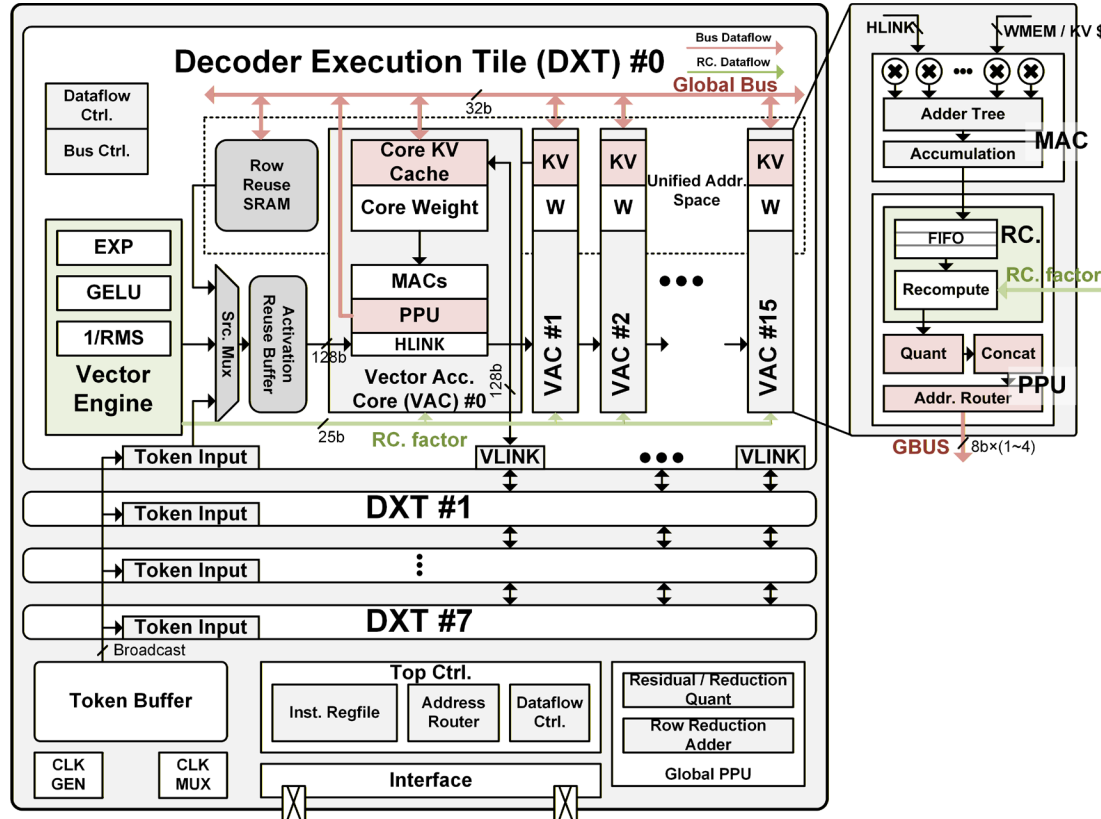 Decoder Execution Tile (DXT) #0
Bus Dataflow
RC. Dataflow
Global Bus
32b
Dataflow
Ctrl.
Bus Ctrl.
Row
Reuse
SRAM
Core KV
Cache
Core Weight
MACs
PPU
HLINK
Vector Acc.
Core (VAC) #0
KV
W
VAC #1
KV
W
VAC #2
Unified Addr.
Space
KV
W
VAC #15
EXP
GELU
1/RMS
Vector
Engine
Src. Mux
Activation
Reuse Buffer
128b
128b
25b
RC. factor
Token Input
VLINK
VLINK
DXT #1
Token Input
Token Input
DXT #7
Token Input
Broadcast
Token Buffer
CLK
GEN
CLK
MUX
Top Ctrl.
Inst. Regfile
Address
Router
Dataflow
Ctrl.
Interface
Residual / Reduction
Quant
Row Reduction
Adder
Global PPU
HLINK
WMEM / KV $
Adder Tree
MAC
Accumulation
FIFO
RC.
Recompute
RC. factor
Quant
Concat
PPU
Addr. Router
GBUS
8b×(1~4)